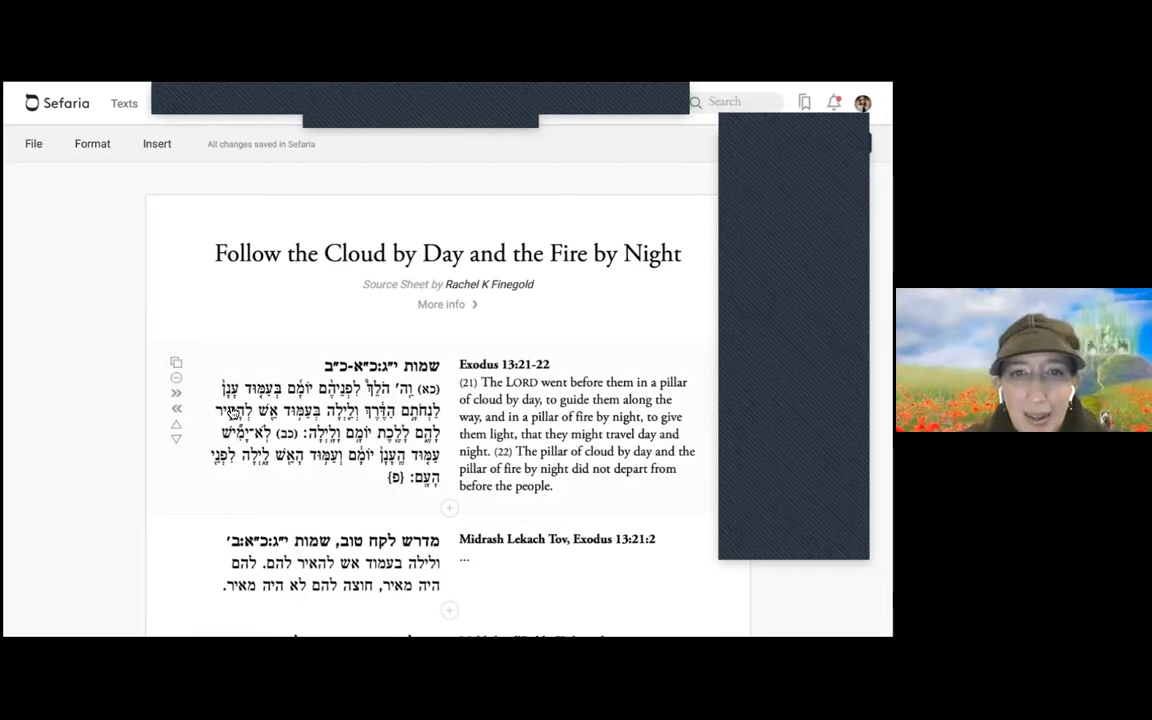 Sefaria Texts Search
File Format Insert All changes saved in Sefaria
Follow the Cloud by Day and the Fire by Night
Source Sheet by Rachel K Finegold
More info
שמות י״ג:כ״א-כ״ב
(כא) וַֽה' הֹלֵךְ֩ לִפְנֵיהֶ֨ם יוֹמָ֜ם בְּעַמּ֤וּד עָנָן֙
לַנְחֹתָ֣ם הַדֶּ֔רֶךְ וְלַ֛יְלָה בְּעַמּ֥וּד אֵ֖שׁ לְהָאִ֣יר
לָהֶ֑ם לָלֶ֖כֶת יוֹמָ֥ם וָלָֽיְלָה׃ (כב) לֹֽא־יָמִ֞ישׁ
עַמּ֤וּד הֶֽעָנָן֙ יוֹמָ֔ם וְעַמּ֥וּד הָאֵ֖שׁ לָ֑יְלָה לִפְנֵ֖י
הָעָֽם׃ {פ}
Exodus 13:21-22
(21) The LORD went before them in a pillar
of cloud by day, to guide them along the
way, and in a pillar of fire by night, to give
them light, that they might travel day and
night. (22) The pillar of cloud by day and the
pillar of fire by night did not depart from
before the people.
מדרש לקח טוב, שמות י״ג:כ״א:ב׳
ולילה בעמוד אש להאיר להם. להם
היה מאיר, חוצה להם לא היה מאיר.
Midrash Lekach Tov, Exodus 13:21:2
...